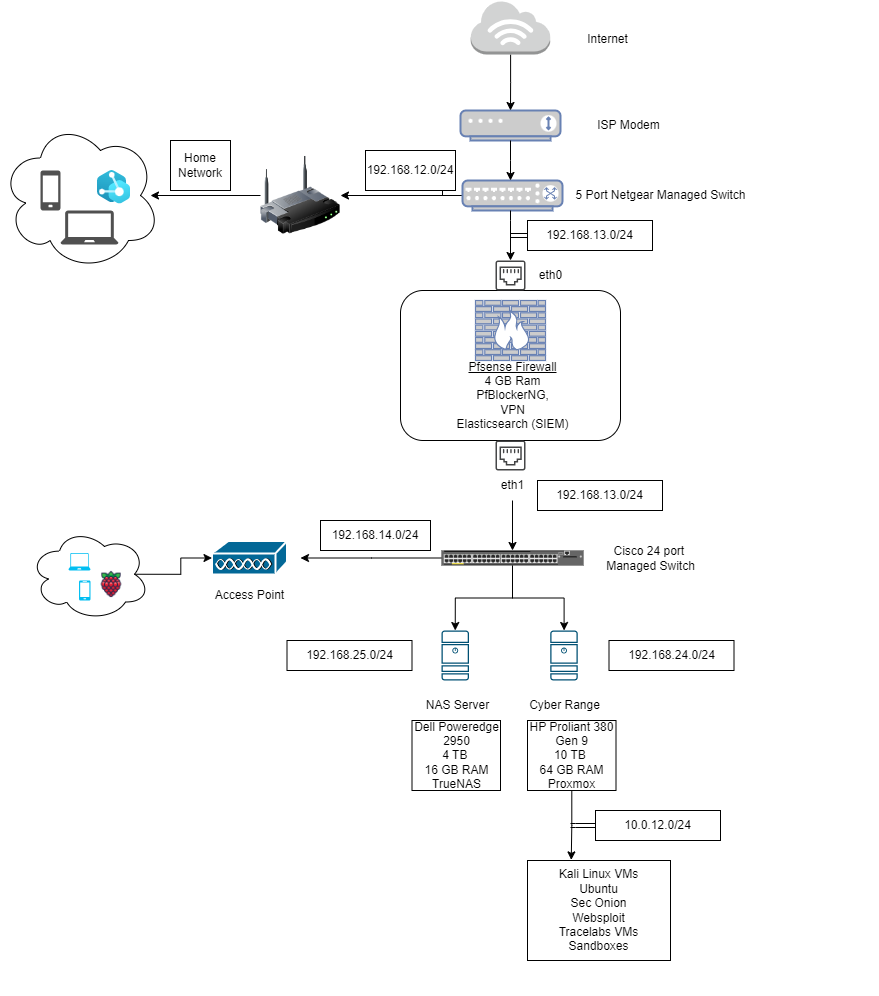 Internet
ISP Modem
Home
Network
192.168.12.0/24
5 Port Netgear Managed Switch
192.168.13.0/24
eth0
Pfsense Firewall
4 GB Ram
PfBlockerNG,
VPN
Elasticsearch (SIEM)
eth1
192.168.13.0/24
192.168.14.0/24
Cisco 24 port
Managed Switch
Access Point
192.168.25.0/24
192.168.24.0/24
NAS Server
Cyber Range
Dell Poweredge
2950
4 TB
16 GB RAM
TrueNAS
HP Proliant 380
Gen 9
10 TB
64 GB RAM
Proxmox
10.0.12.0/24
Kali Linux VMs
Ubuntu
Sec Onion
Websploit
Tracelabs VMs
Sandboxes